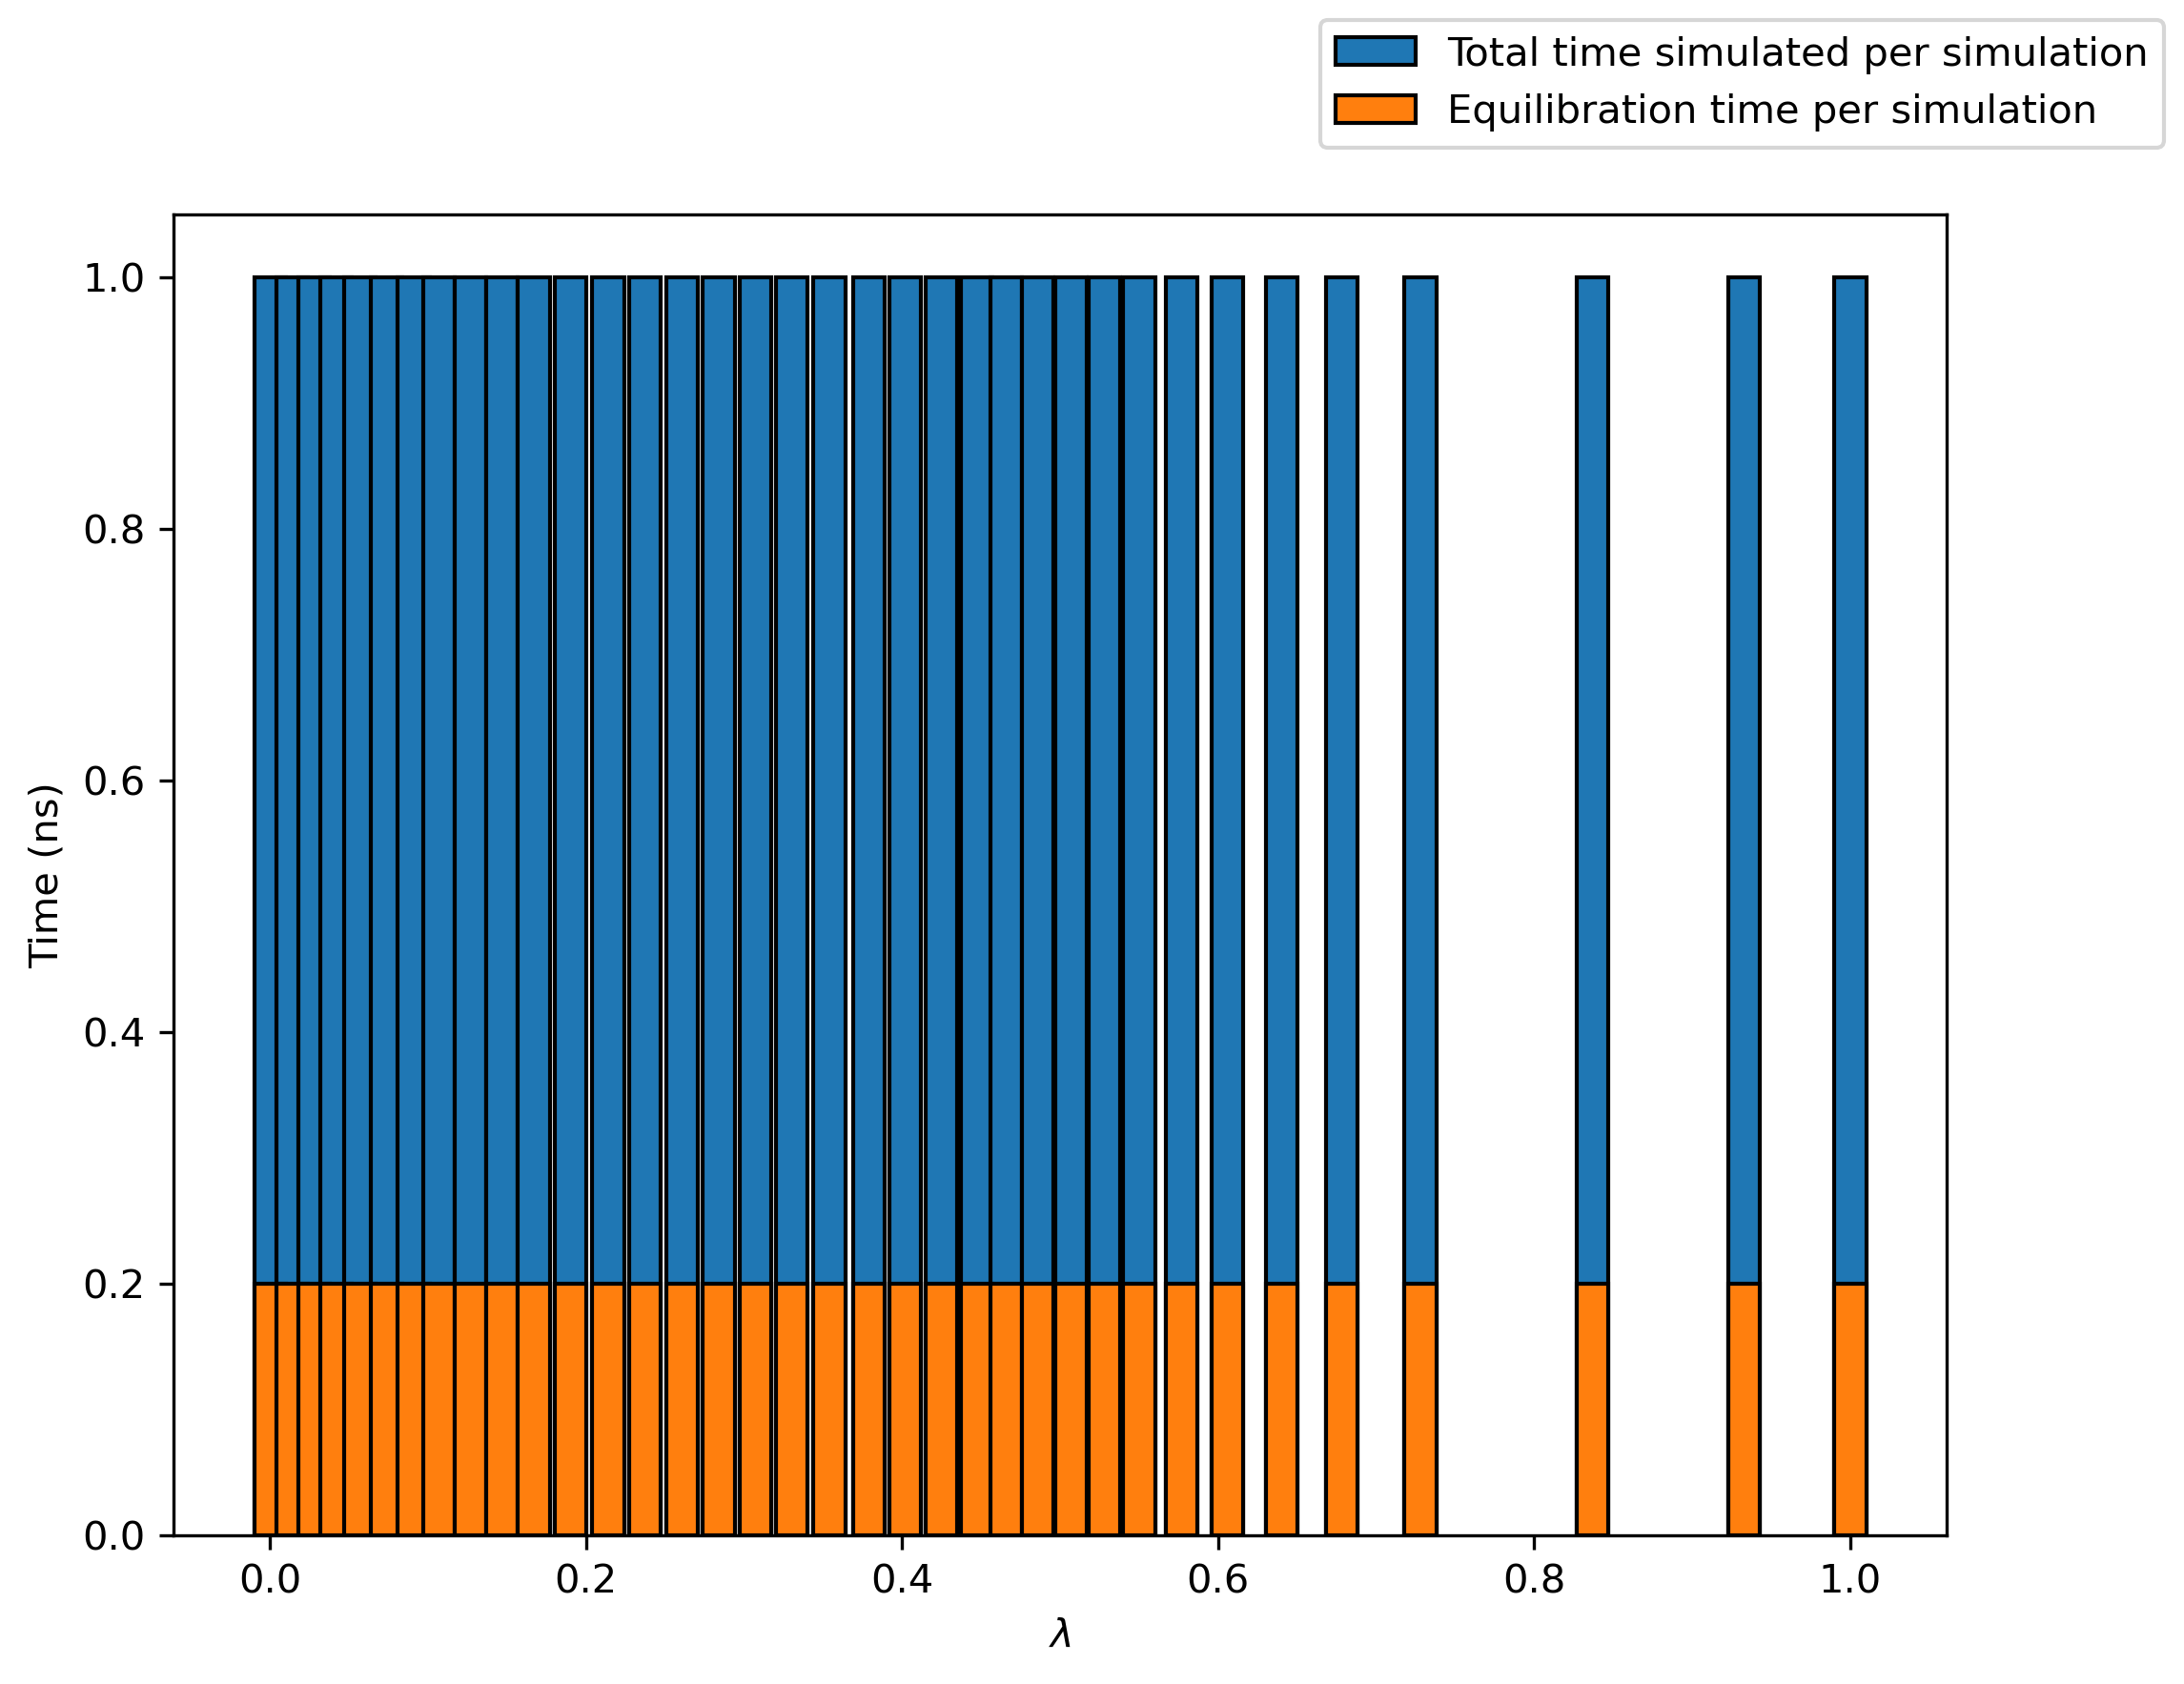 Total time simulated per simulation
Equilibration time per simulation
1.0
0.8
0.6
0.4
0.2
0.0
Time (ns)
0.0 0.2 0.4 0.6 0.8 1.0
λ